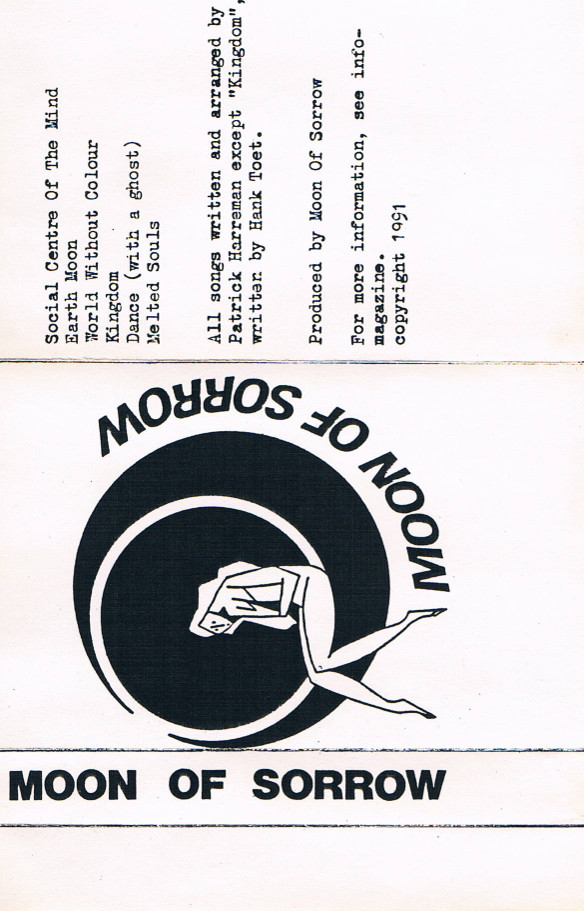 Social Centre Of The Mind
Earth Moon
World Without Colour
Kingdom
Dance (with a ghost)
Melted Souls
All songs written and arranged by
Patrick Harreman except "Kingdom",
written by Hank Toet.
Produced by Moon Of Sorrow
For more information, see info-
magazine.
copyright 1991
MOON OF SORROW
MOON OF SORROW